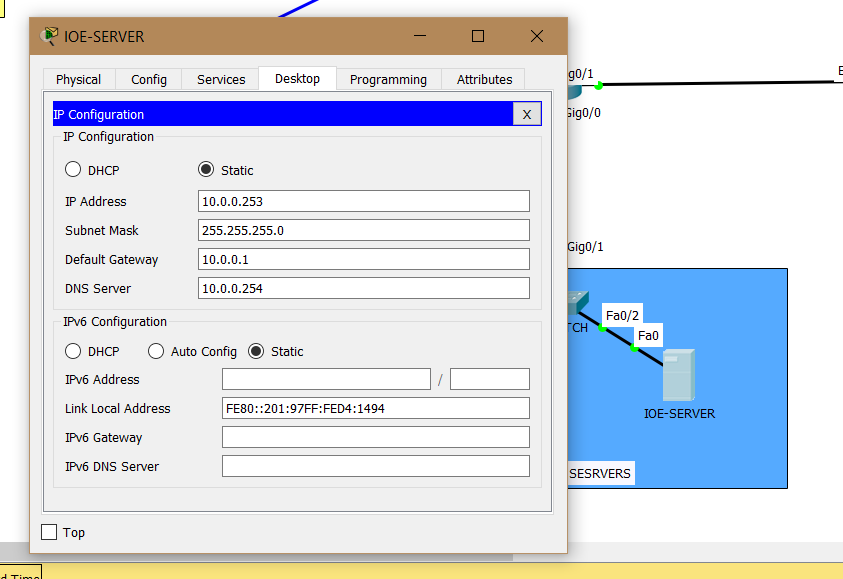 IOE-SERVER
Physical Config Services Desktop Programming Attributes
IP Configuration X
IP Configuration
DHCP Static
IP Address 10.0.0.253
Subnet Mask 255.255.255.0
Default Gateway 10.0.0.1
DNS Server 10.0.0.254
IPv6 Configuration
DHCP Auto Config Static
IPv6 Address /
Link Local Address FE80::201:97FF:FED4:1494
IPv6 Gateway
IPv6 DNS Server
Top
g0/1
Gig0/0
Gig0/1
TCH
Fa0/2
Fa0
IOE-SERVER
SESRVERS
d Time